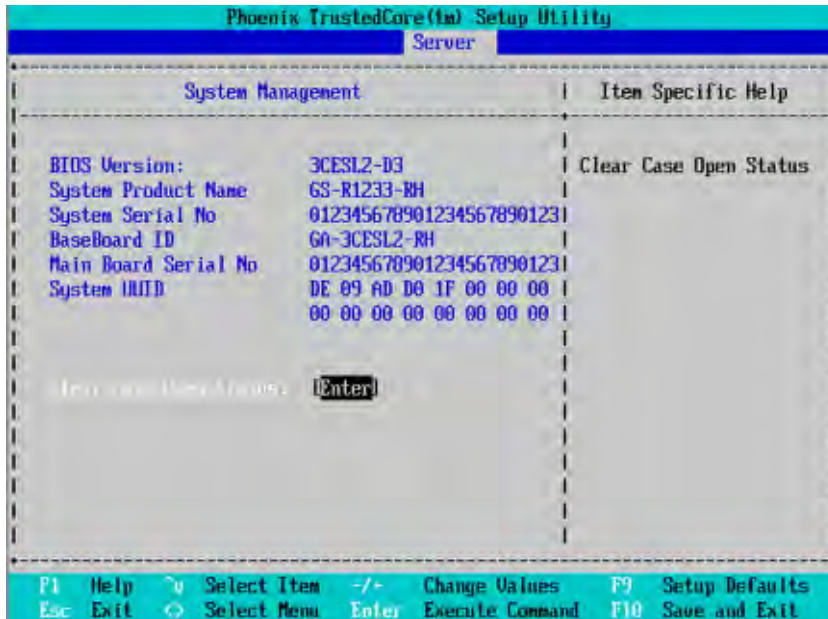 Phoenix TrustedCore(tm) Setup Utility
Server
System Management
Item Specific Help
BIOS Version: 3CESL2-D3
Clear Case Open Status
System Product Name GS-R1233-RH
System Serial No 012345678901234567890123
BaseBoard ID GA-3CESL2-RH
Main Board Serial No 012345678901234567890123
System UUID DE 09 AD D0 1F 00 00 00
00 00 00 00 00 00 00 00
[Enter]
F1 Help ^v Select Item -/+ Change Values F9 Setup Defaults
Esc Exit <> Select Menu Enter Execute Command F10 Save and Exit